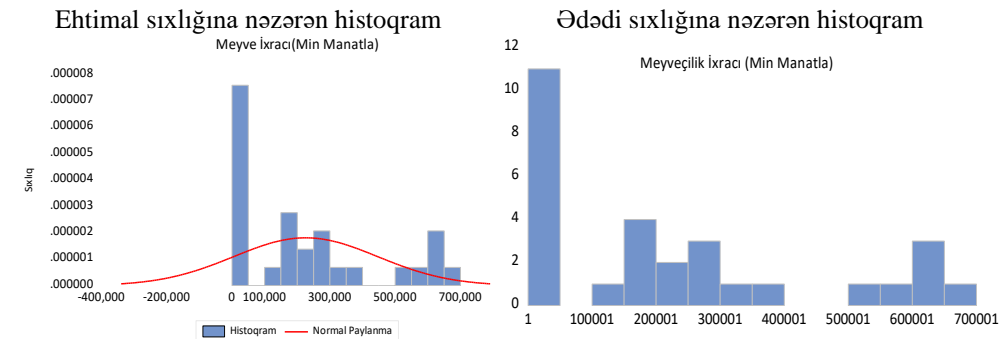 Ehtimal sıxlığına nəzərən histoqram
Meyve İxracı(Min Manatla)
.000008
.000007
.000006
.000005
.000004
.000003
.000002
.000001
.000000
Sıxlıq
-400,000 -200,000 0 100,000 300,000 500,000 700,000
Histoqram Normal Paylanma
Ədədi sıxlığına nəzərən histoqram
Meyveçilik İxracı (Min Manatla)
12
10
8
6
4
2
0
1 100001 200001 300001 400001 500001 600001 700001